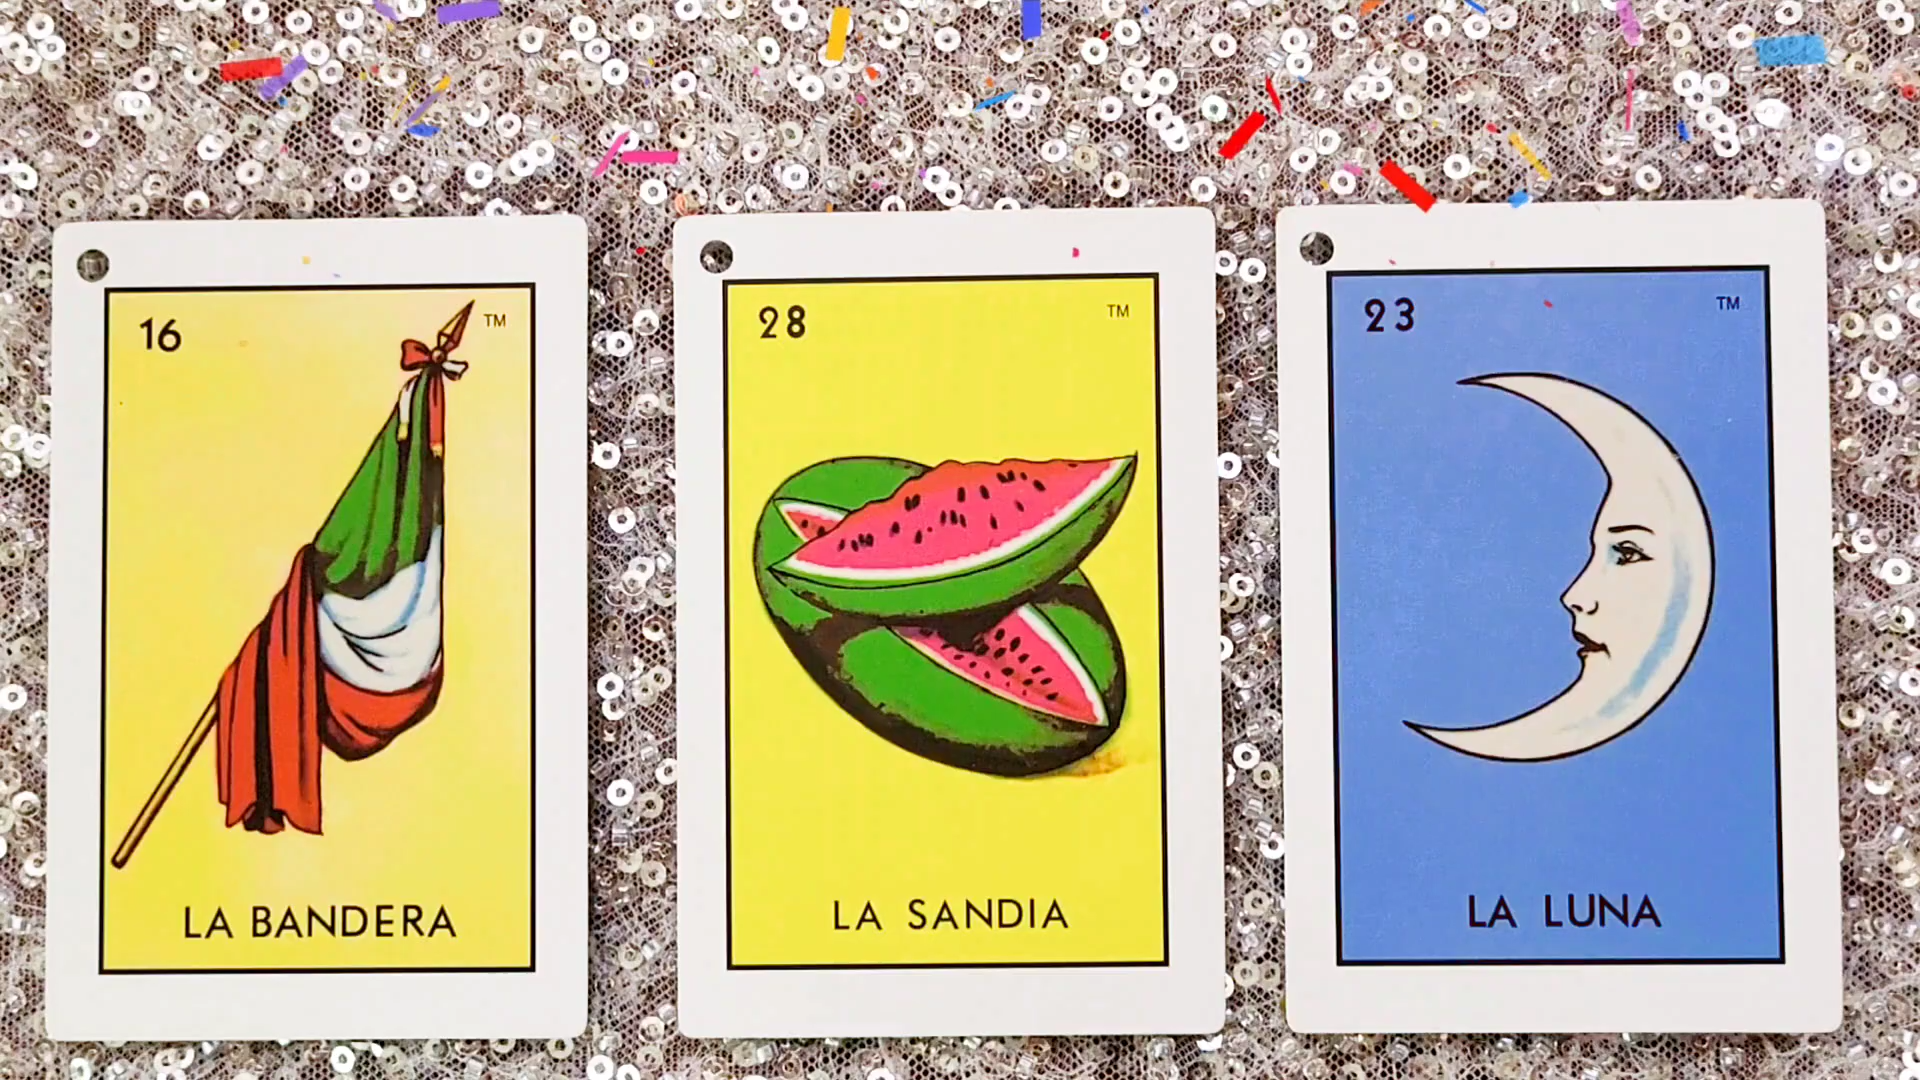 16 ™
LA BANDERA
28 ™
LA SANDIA
23 ™
LA LUNA